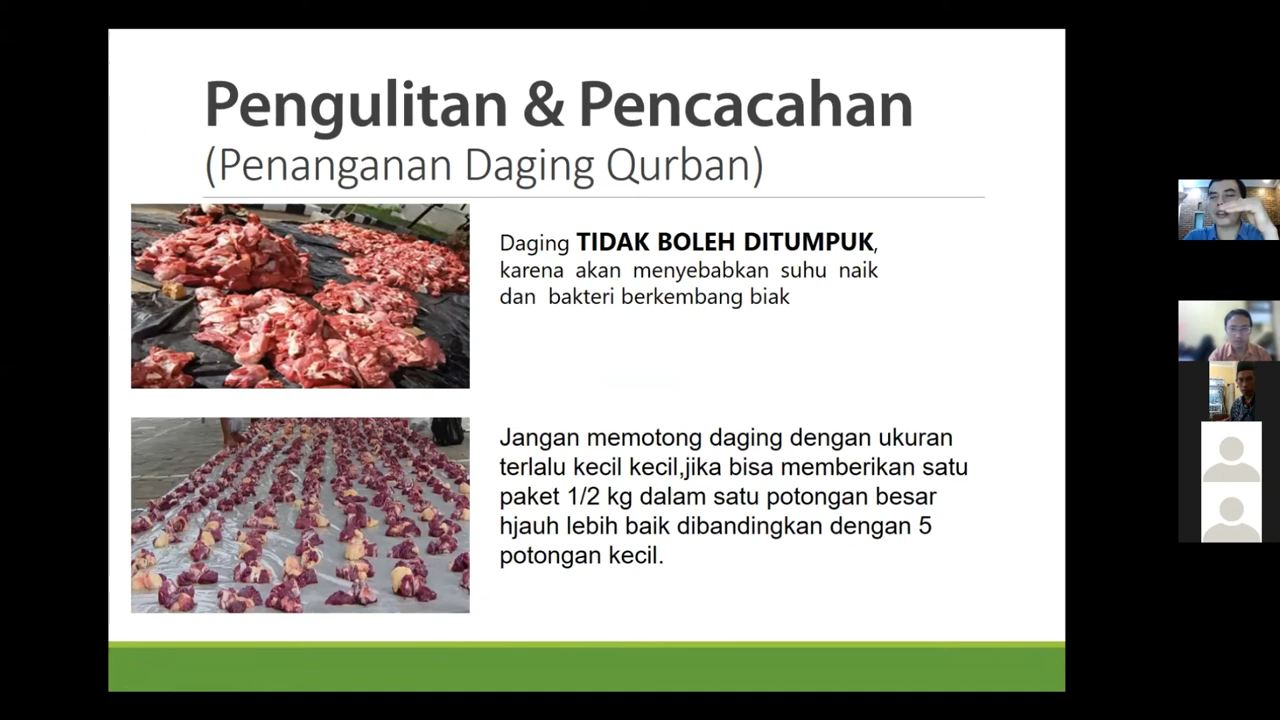 Pengulitan & Pencacahan
(Penanganan Daging Qurban)
Daging TIDAK BOLEH DITUMPUK,
karena akan menyebabkan suhu naik
dan bakteri berkembang biak
Jangan memotong daging dengan ukuran
terlalu kecil kecil,jika bisa memberikan satu
paket 1/2 kg dalam satu potongan besar
hjauh lebih baik dibandingkan dengan 5
potongan kecil.